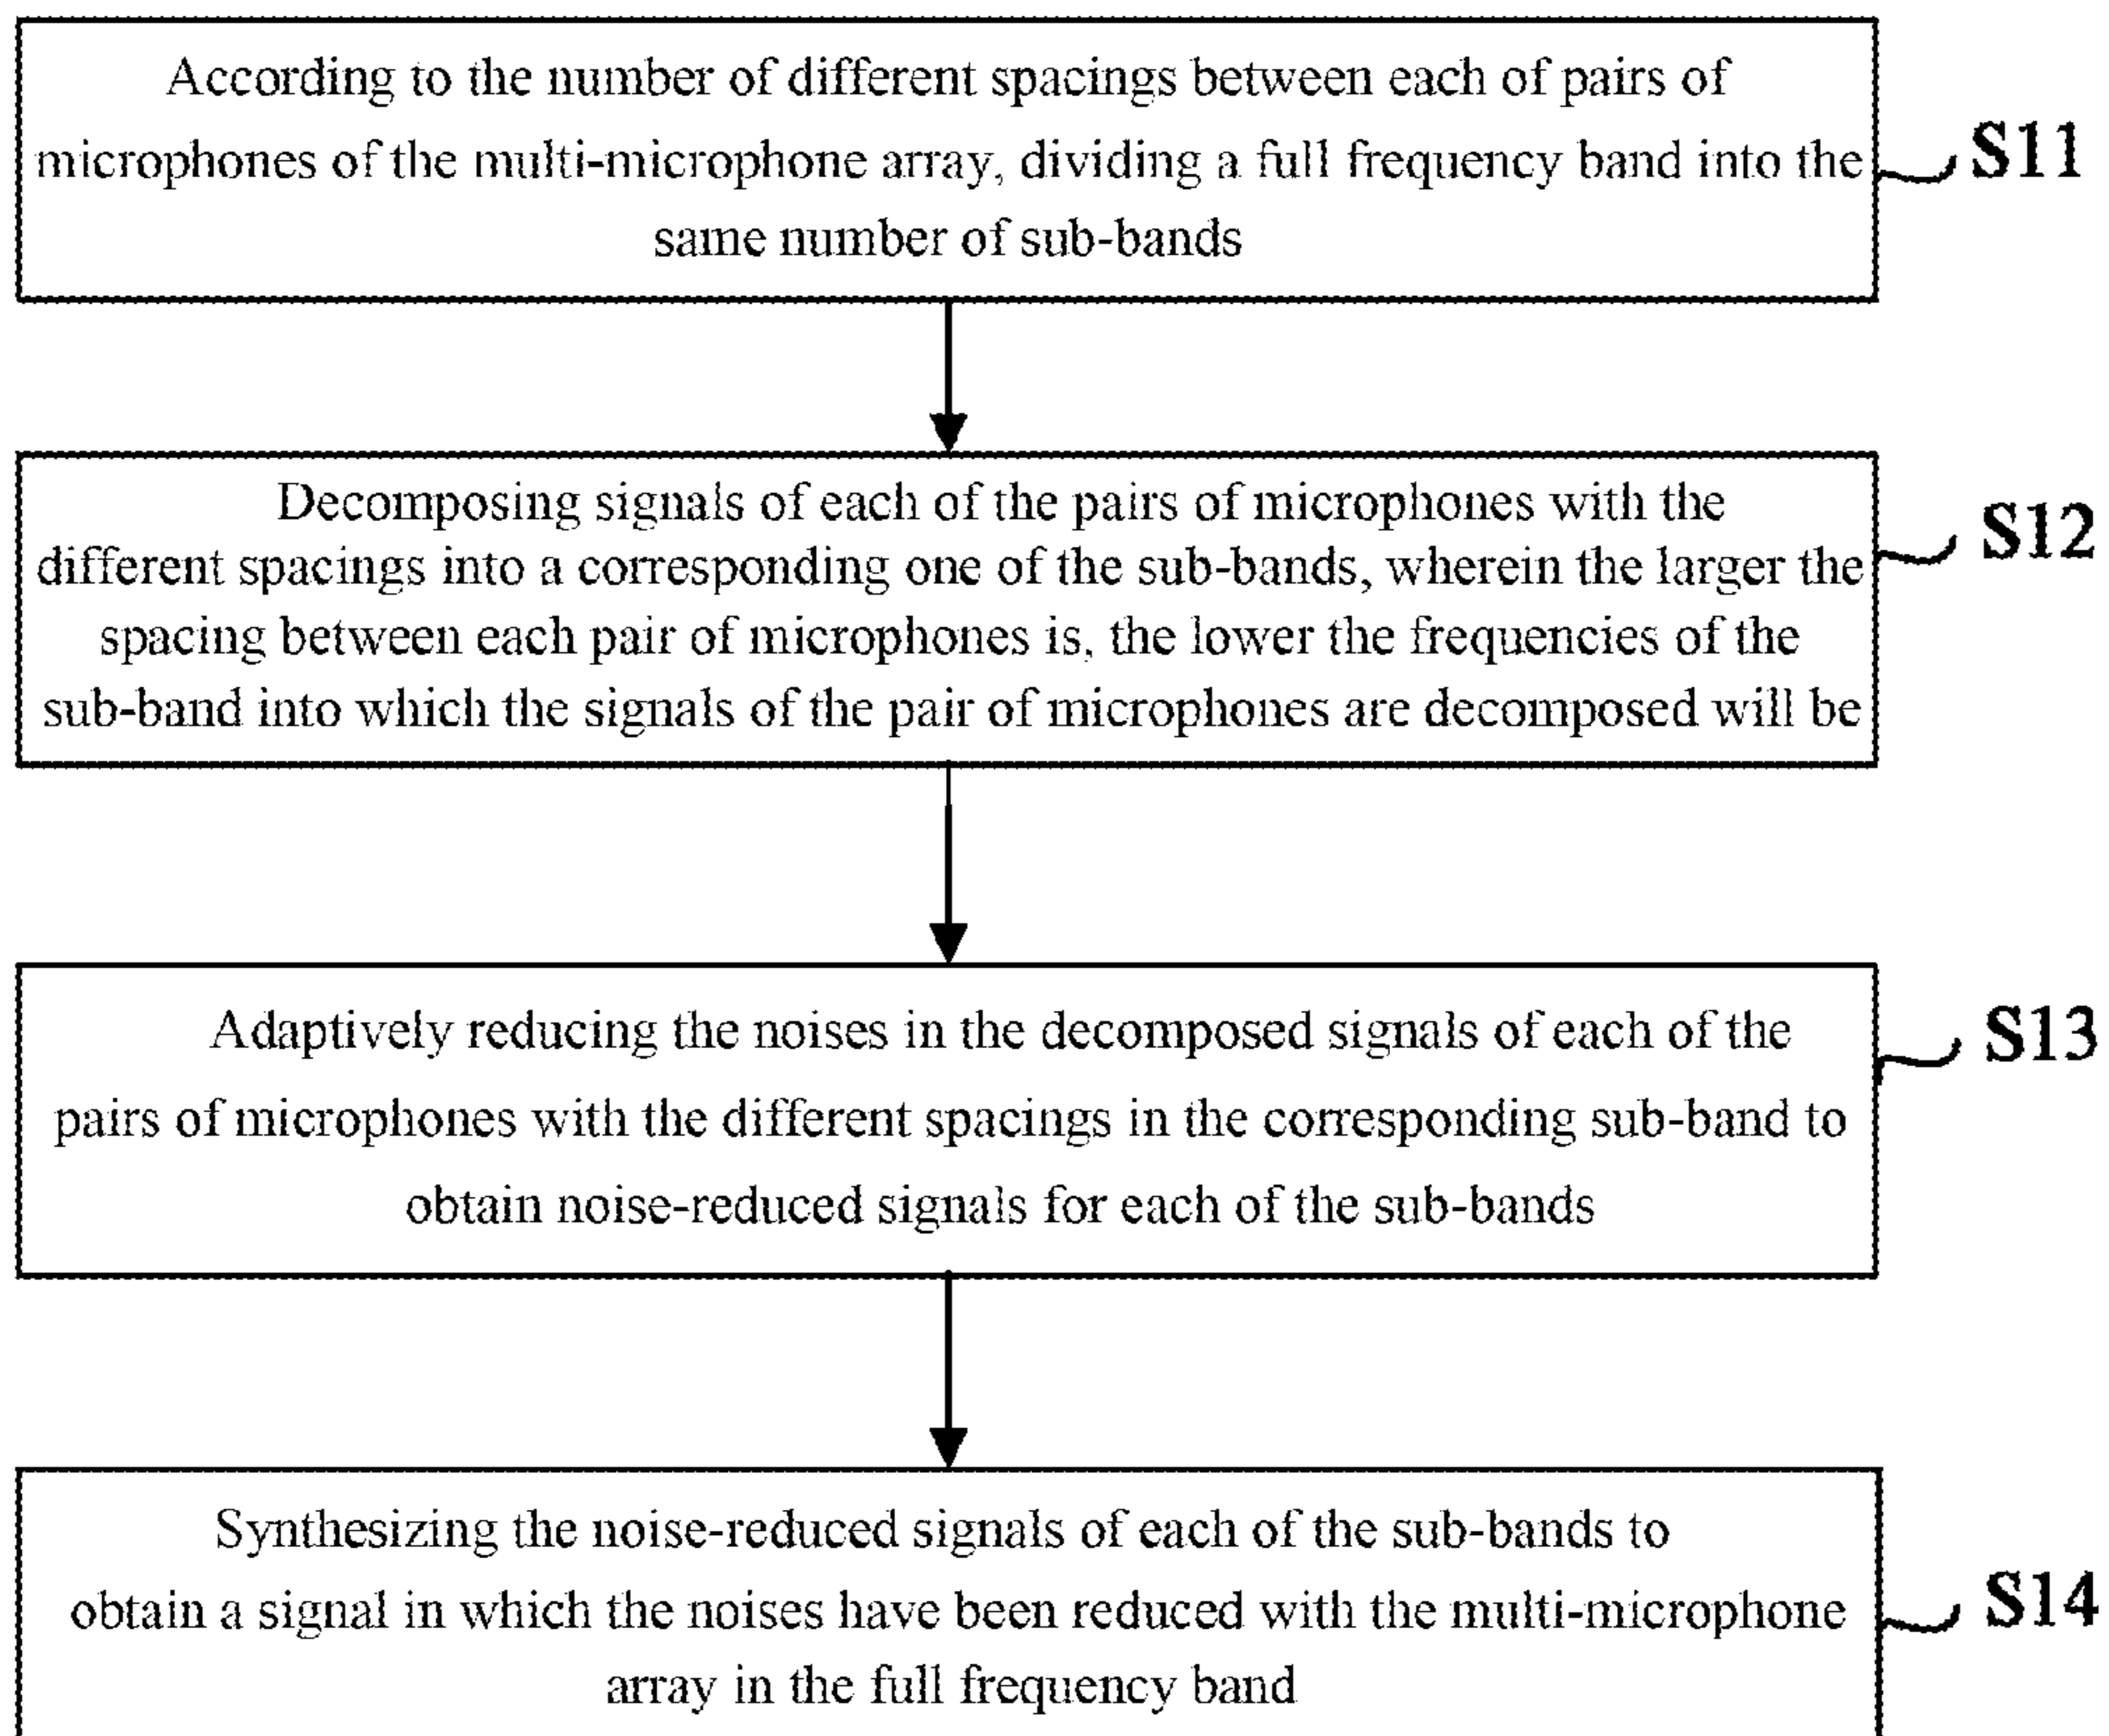 According to the number of different spacings between each of pairs of
microphones of the multi-microphone array, dividing a full frequency band into the
same number of sub-bands
S11
Decomposing signals of each of the pairs of microphones with the
different spacings into a corresponding one of the sub-bands, wherein the larger the
spacing between each pair of microphones is, the lower the frequencies of the
sub-band into which the signals of the pair of microphones are decomposed will be
S12
Adaptively reducing the noises in the decomposed signals of each of the
pairs of microphones with the different spacings in the corresponding sub-band to
obtain noise-reduced signals for each of the sub-bands
S13
Synthesizing the noise-reduced signals of each of the sub-bands to
obtain a signal in which the noises have been reduced with the multi-microphone
array in the full frequency band
S14